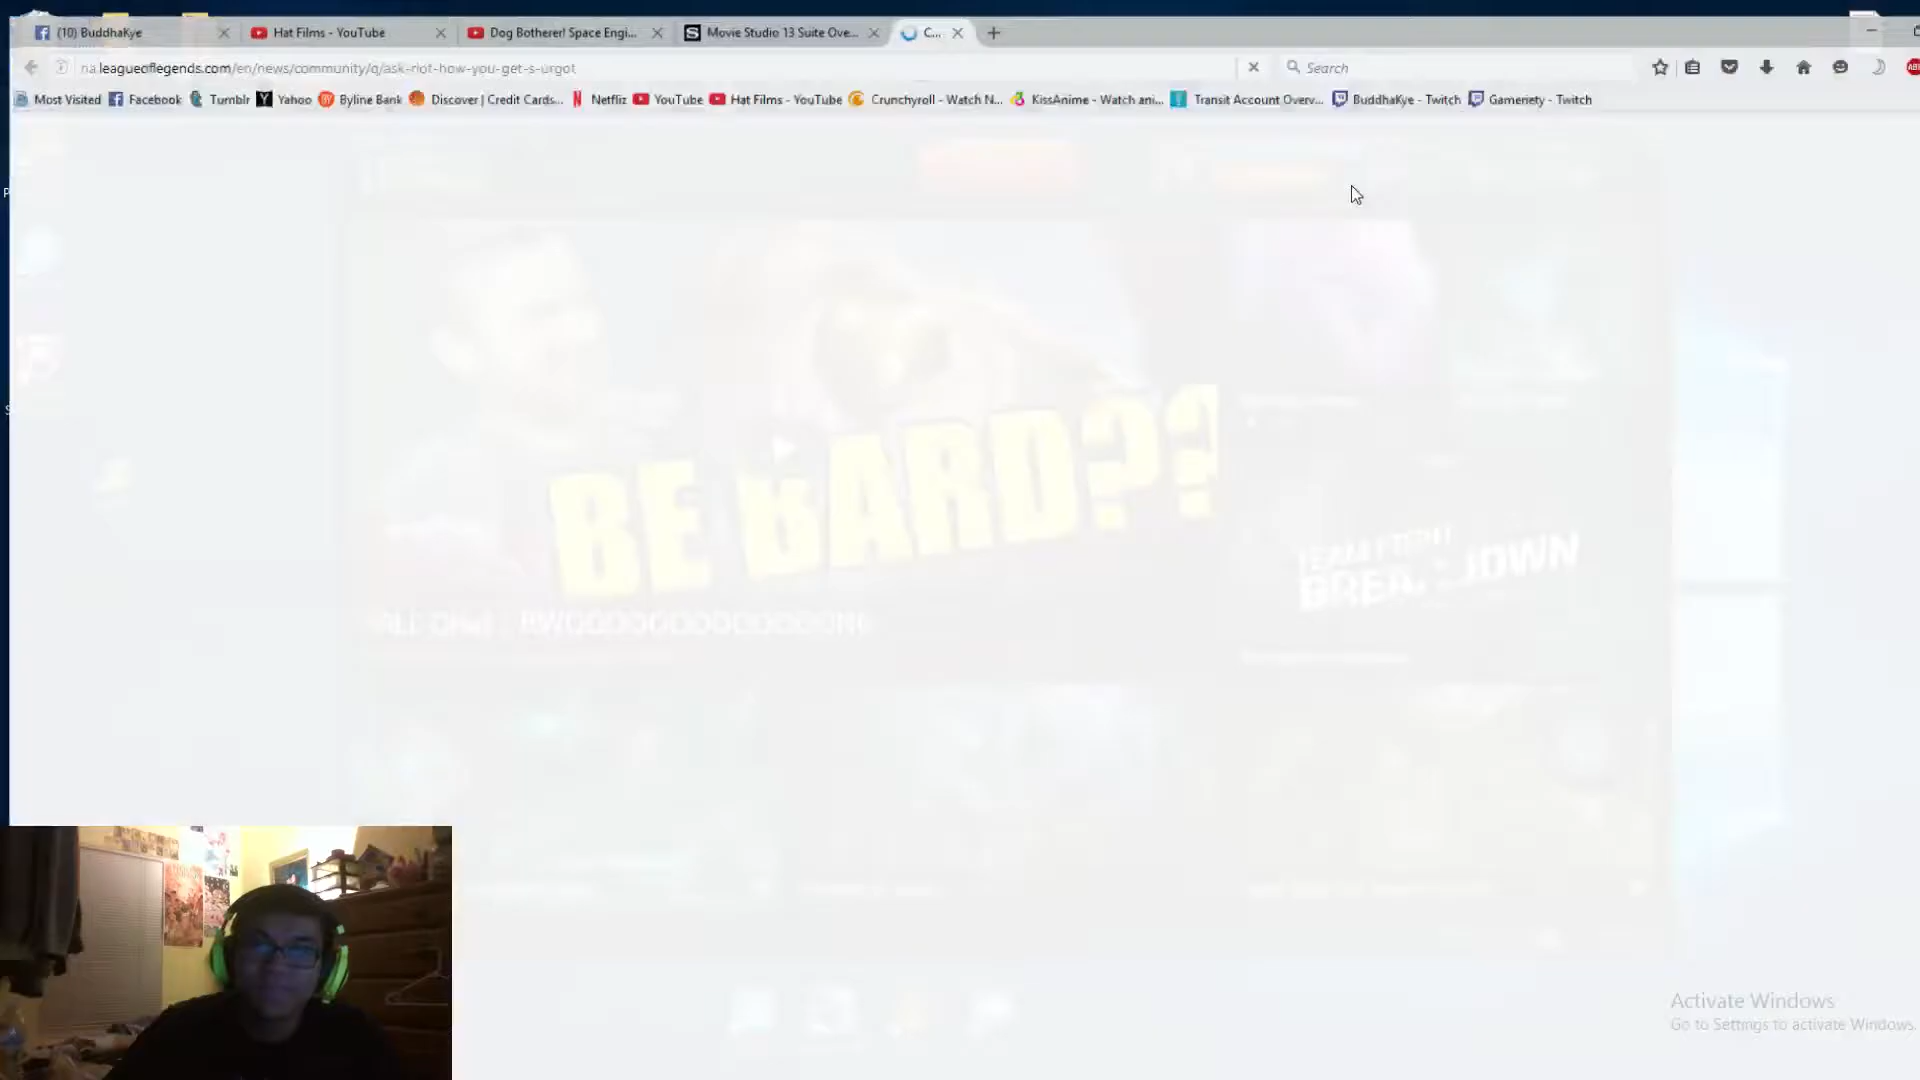 (10) BuddhaKye
Hat Films - YouTube
Dog Botherer! Space Engi...
Movie Studio 13 Suite Ove...
C...
na.leagueoflegends.com/en/news/community/q/ask-riot-how-you-get-s-urgot
Search
Most Visited
Facebook
Tumblr
Yahoo
Byline Bank
Discover | Credit Cards...
Netflix
YouTube
Hat Films - YouTube
Crunchyroll - Watch N...
KissAnime - Watch ani...
Transit Account Overv...
BuddhaKye - Twitch
Gameriety - Twitch
BE BARD??
BREAKDOWN
Activate Windows
Go to Settings to activate Windows.